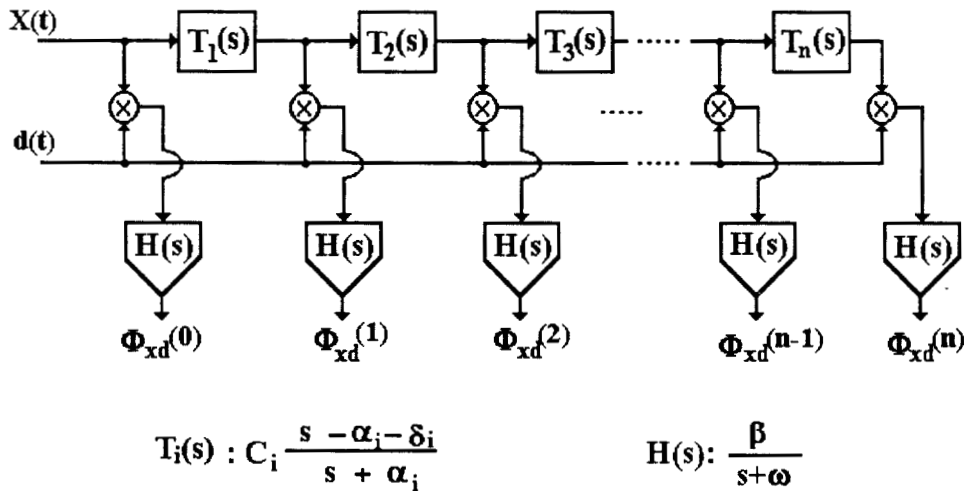 X(t)
T₁(s) T₂(s) T₃(s) ...... Tₙ(s)
× × × ..... × ×
d(t) ......
H(s) H(s) H(s) H(s) H(s)
Φxd(0) Φxd(1) Φxd(2) Φxd(n-1) Φxd(n)
Ti(s) : Ci (s - αi - δi) / (s + αi) H(s): β / (s+ω)